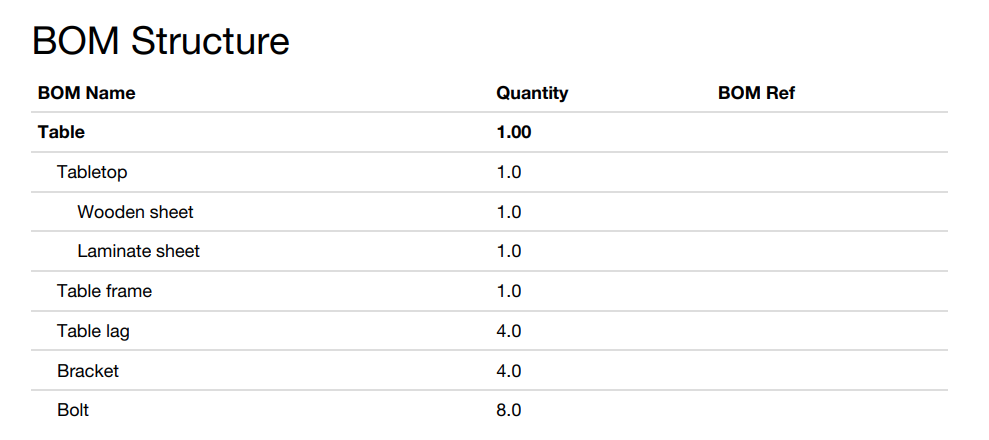 BOM Structure
BOM Name Quantity BOM Ref
Table 1.00
Tabletop 1.0
Wooden sheet 1.0
Laminate sheet 1.0
Table frame 1.0
Table lag 4.0
Bracket 4.0
Bolt 8.0